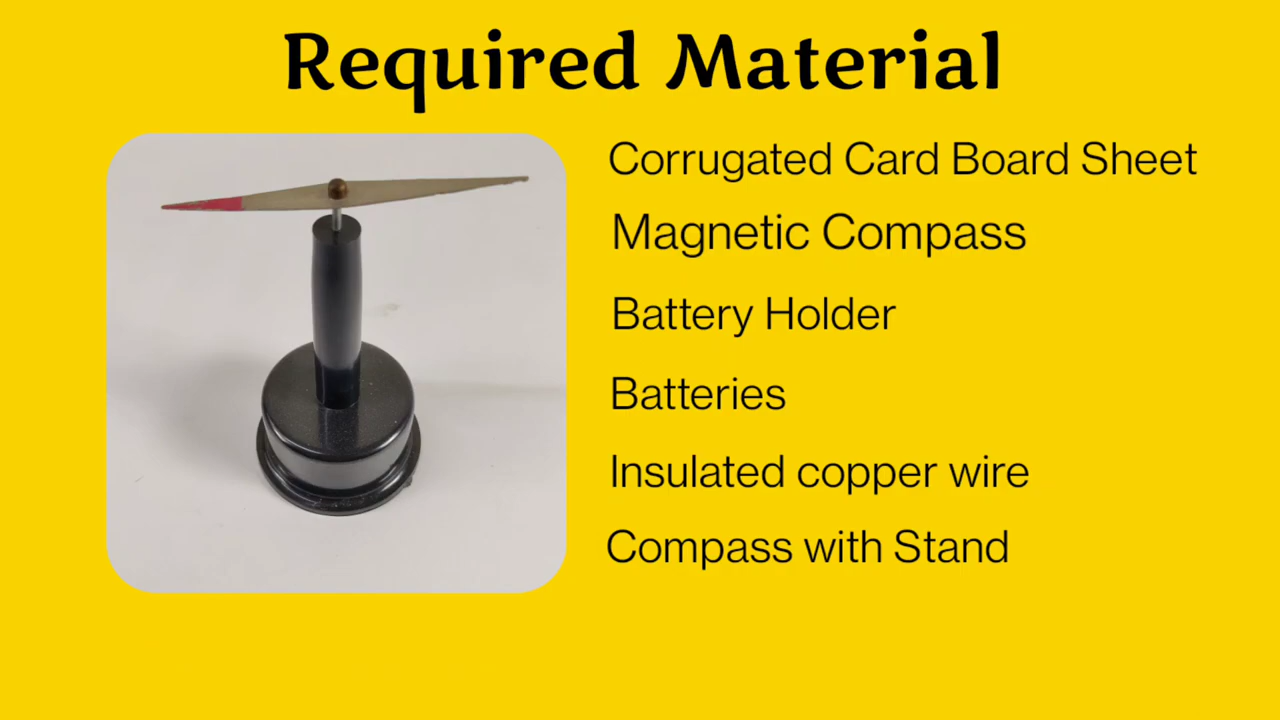 Required Material
Corrugated Card Board Sheet
Magnetic Compass
Battery Holder
Batteries
Insulated copper wire
Compass with Stand